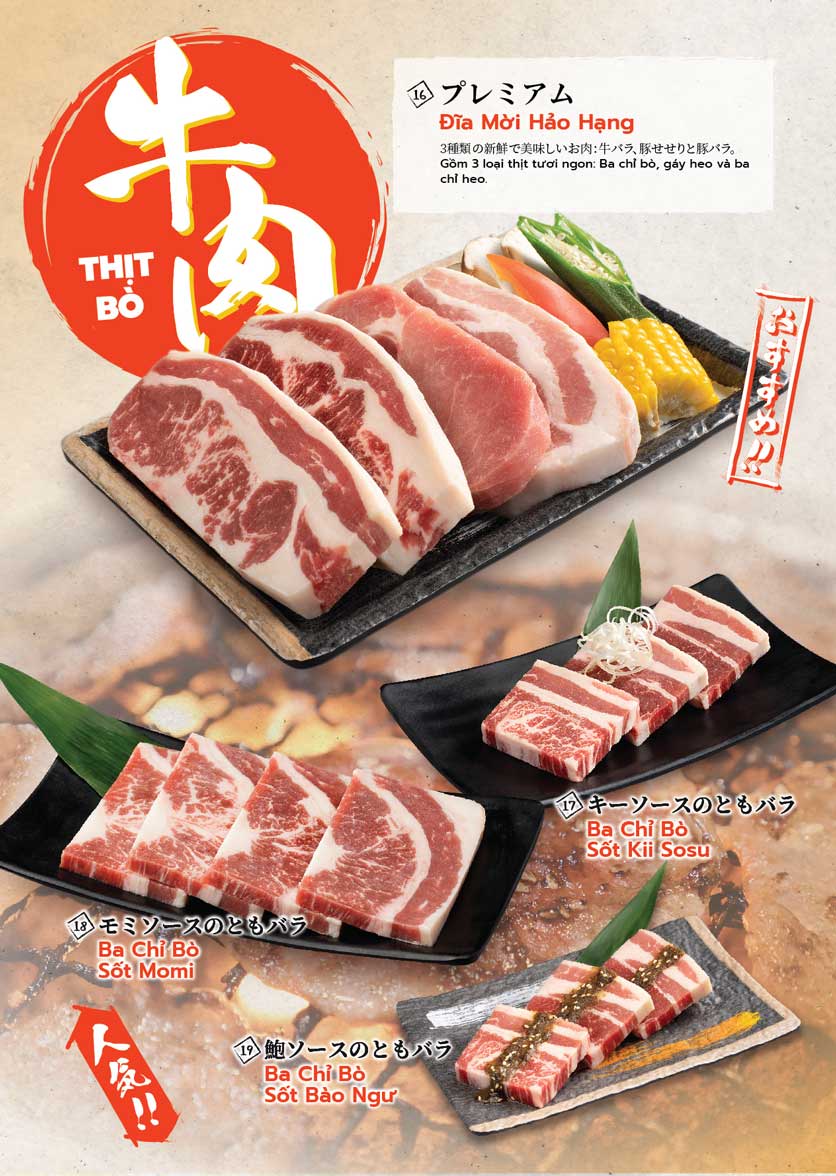 牛肉
THỊT
BÒ
16 プレミアム
Đĩa Mời Hảo Hạng
3種類の新鮮で美味しいお肉:牛バラ、豚せせりと豚バラ。
Gồm 3 loại thịt tươi ngon: Ba chỉ bò, gáy heo và ba
chỉ heo.
おすすめ!!
17 キーソースのともバラ
Ba Chỉ Bò
Sốt Kii Sosu
18 モミソースのともバラ
Ba Chỉ Bò
Sốt Momi
19 鮑ソースのともバラ
Ba Chỉ Bò
Sốt Bào Ngư
人気!!